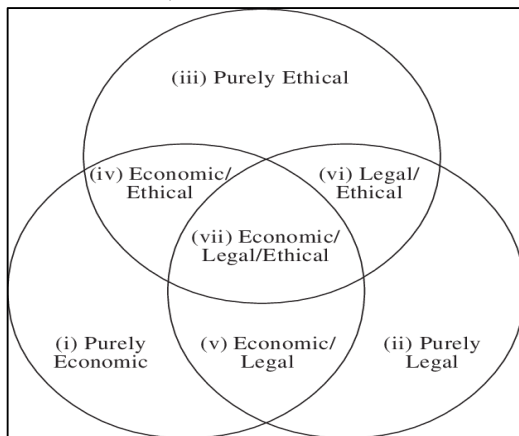 (iii) Purely Ethical
(iv) Economic/
Ethical
(vi) Legal/
Ethical
(vii) Economic/
Legal/Ethical
(i) Purely
Economic
(v) Economic/
Legal
(ii) Purely
Legal